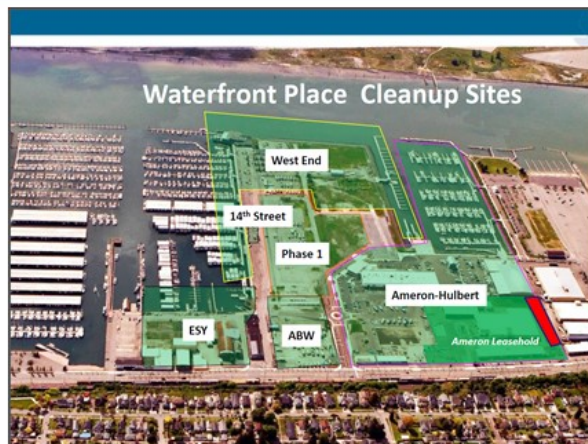 Waterfront Place Cleanup Sites
West End
14th Street
Phase 1
Ameron-Hulbert
ESY
ABW
Ameron Leasehold